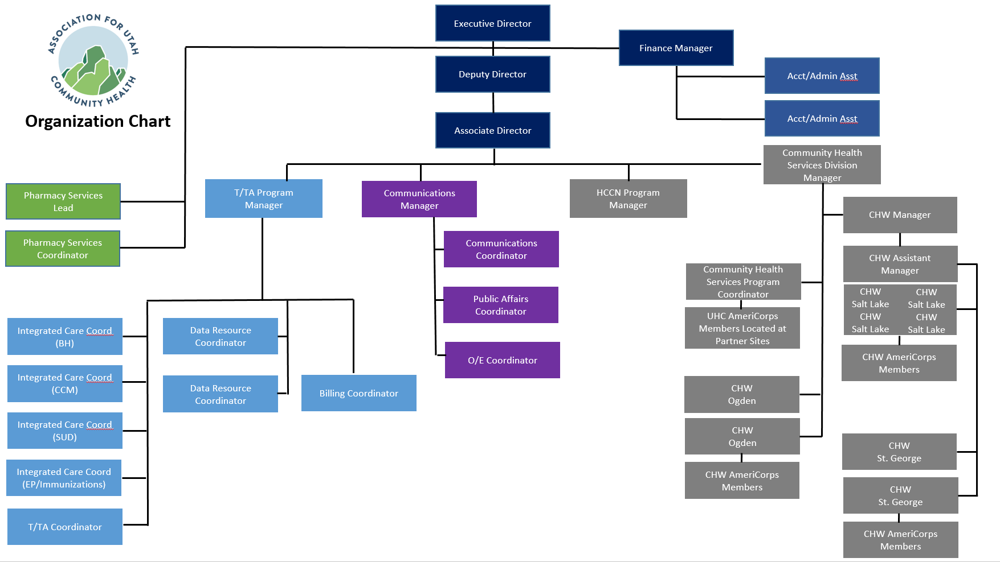 ASSOCIATION FOR UTAH
COMMUNITY HEALTH
Organization Chart
Executive Director
Finance Manager
Deputy Director
Acct/Admin Asst
Acct/Admin Asst
Associate Director
Community Health
Services Division
Manager
Pharmacy Services
Lead
T/TA Program
Manager
Communications
Manager
HCCN Program
Manager
CHW Manager
Pharmacy Services
Coordinator
Communications
Coordinator
CHW Assistant
Manager
Community Health
Services Program
Coordinator
Public Affairs
Coordinator
CHW
Salt Lake
CHW
Salt Lake
CHW
Salt Lake
CHW
Salt Lake
UHC AmeriCorps
Members Located at
Partner Sites
Integrated Care Coord
(BH)
Data Resource
Coordinator
O/E Coordinator
CHW AmeriCorps
Members
Integrated Care Coord
(CCM)
Data Resource
Coordinator
Billing Coordinator
CHW
Ogden
Integrated Care Coord
(SUD)
CHW
Ogden
CHW
St. George
Integrated Care Coord
(EP/Immunizations)
CHW AmeriCorps
Members
CHW
St. George
T/TA Coordinator
CHW AmeriCorps
Members